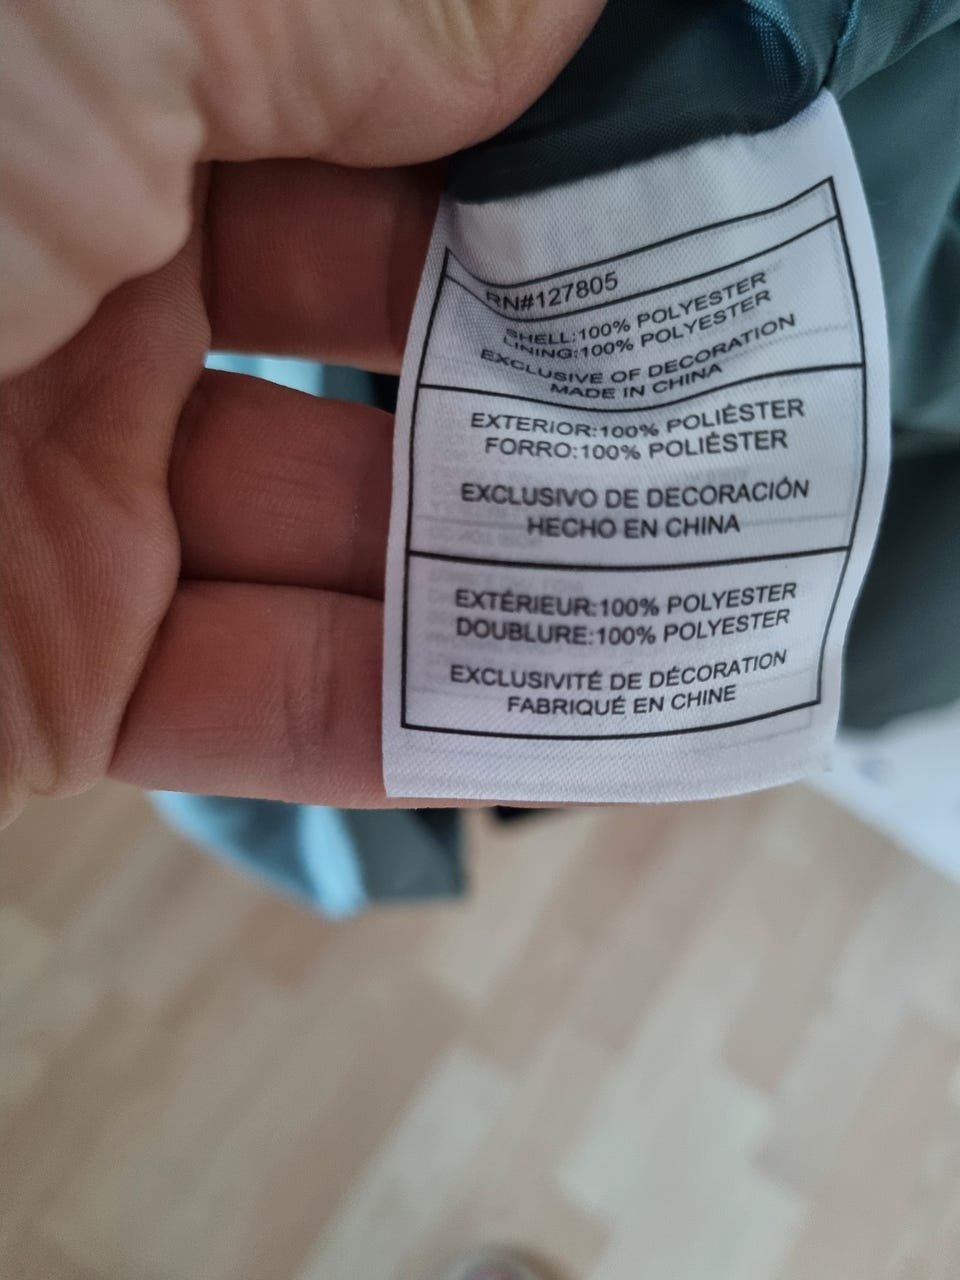 RN#127805
SHELL:100% POLYESTER
LINING:100% POLYESTER
EXCLUSIVE OF DECORATION
MADE IN CHINA
EXTERIOR:100% POLIÉSTER
FORRO:100% POLIÉSTER
EXCLUSIVO DE DECORACIÓN
HECHO EN CHINA
EXTÉRIEUR:100% POLYESTER
DOUBLURE:100% POLYESTER
EXCLUSIVITÉ DE DÉCORATION
FABRIQUÉ EN CHINE